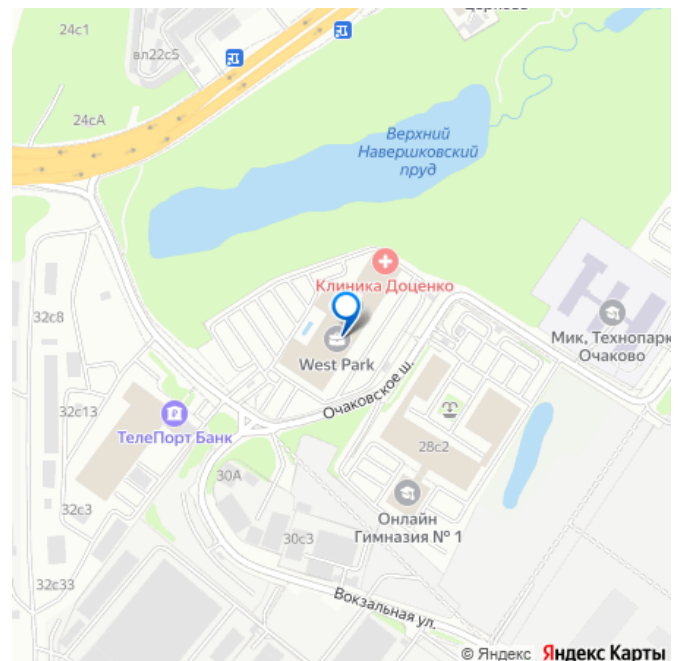 24с1
вл22с5
24сА
Верхний
Навершковский
пруд
Клиника Доценко
32с8
Мик, Технопарк
Очаково
West Park
Очаковское ш.
32с13
ТелеПорт Банк
28с2
30А
32с3
Онлайн
Гимназия № 1
30с3
32с33
Вокзальная ул.
© Яндекс Яндекс Карты